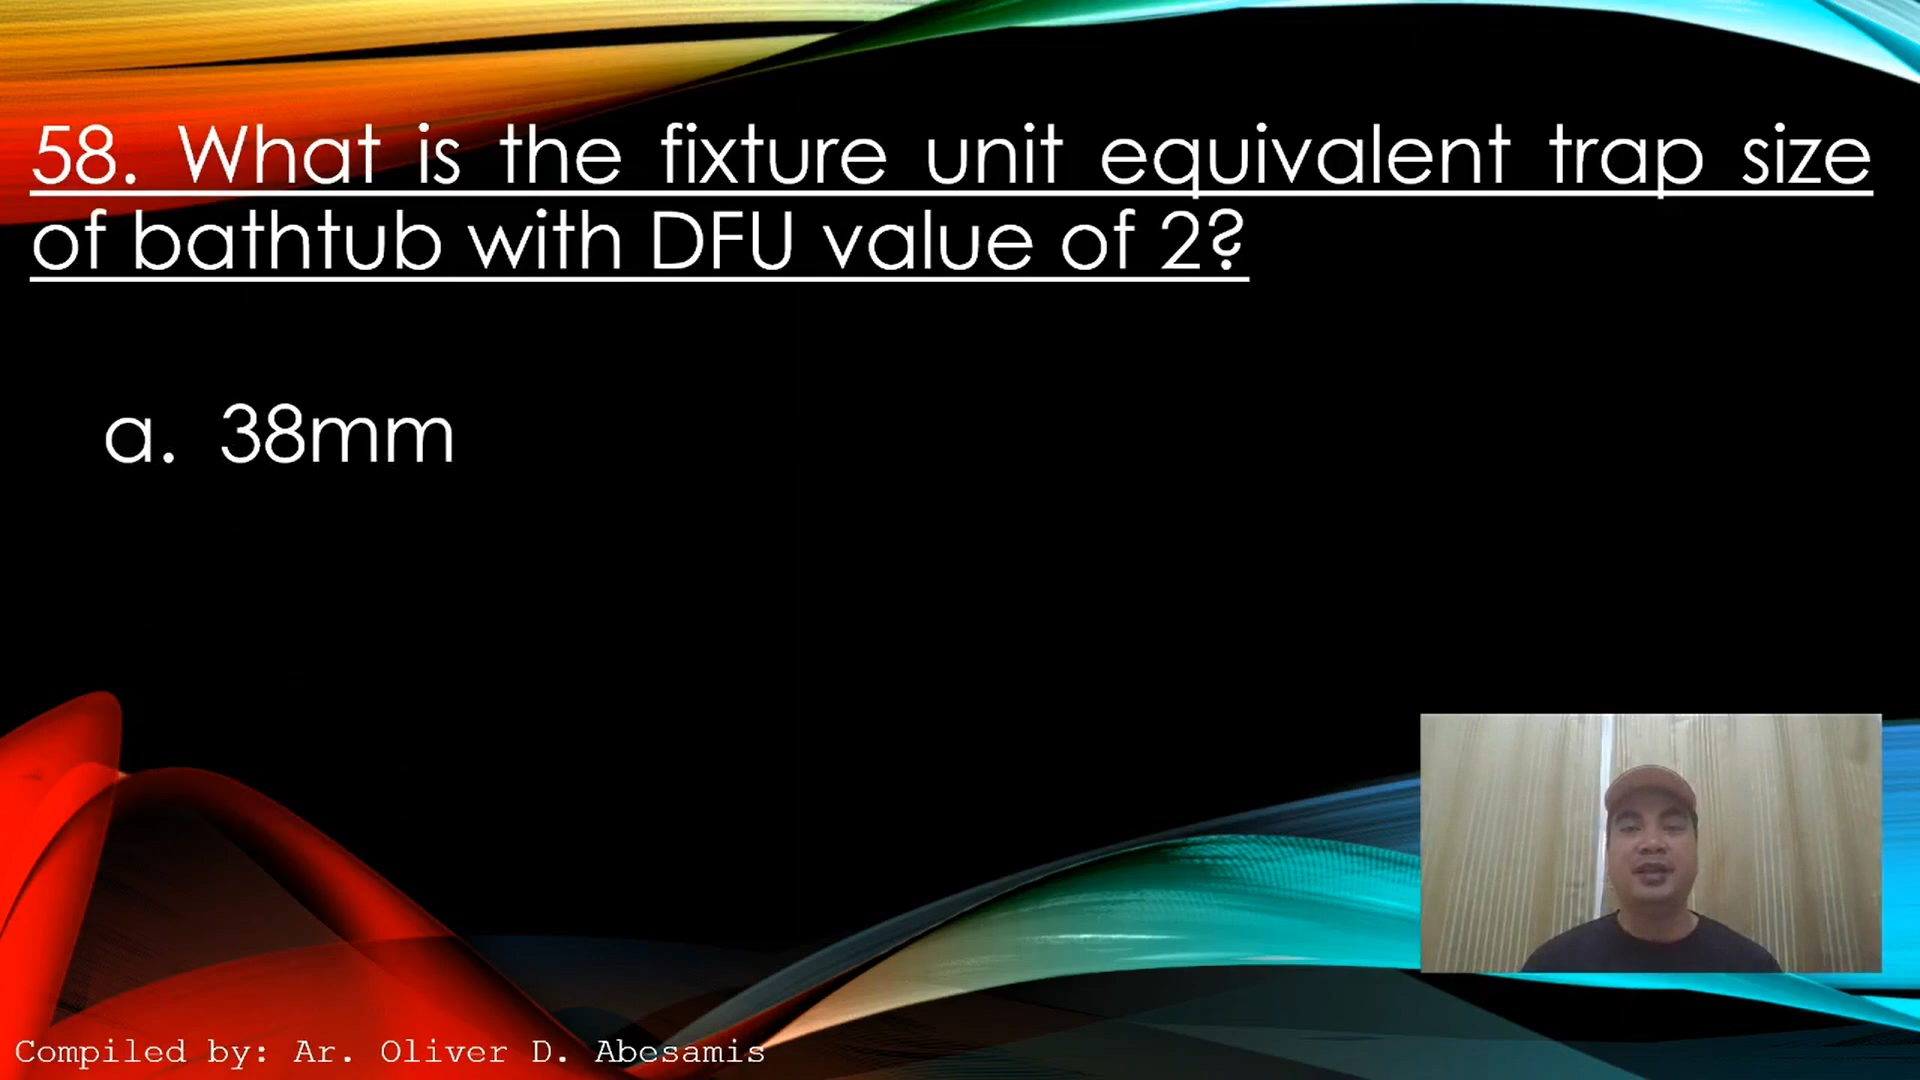 58. What is the fixture unit equivalent trap size
of bathtub with DFU value of 2?
a. 38mm
Compiled by: Ar. Oliver D. Abesamis